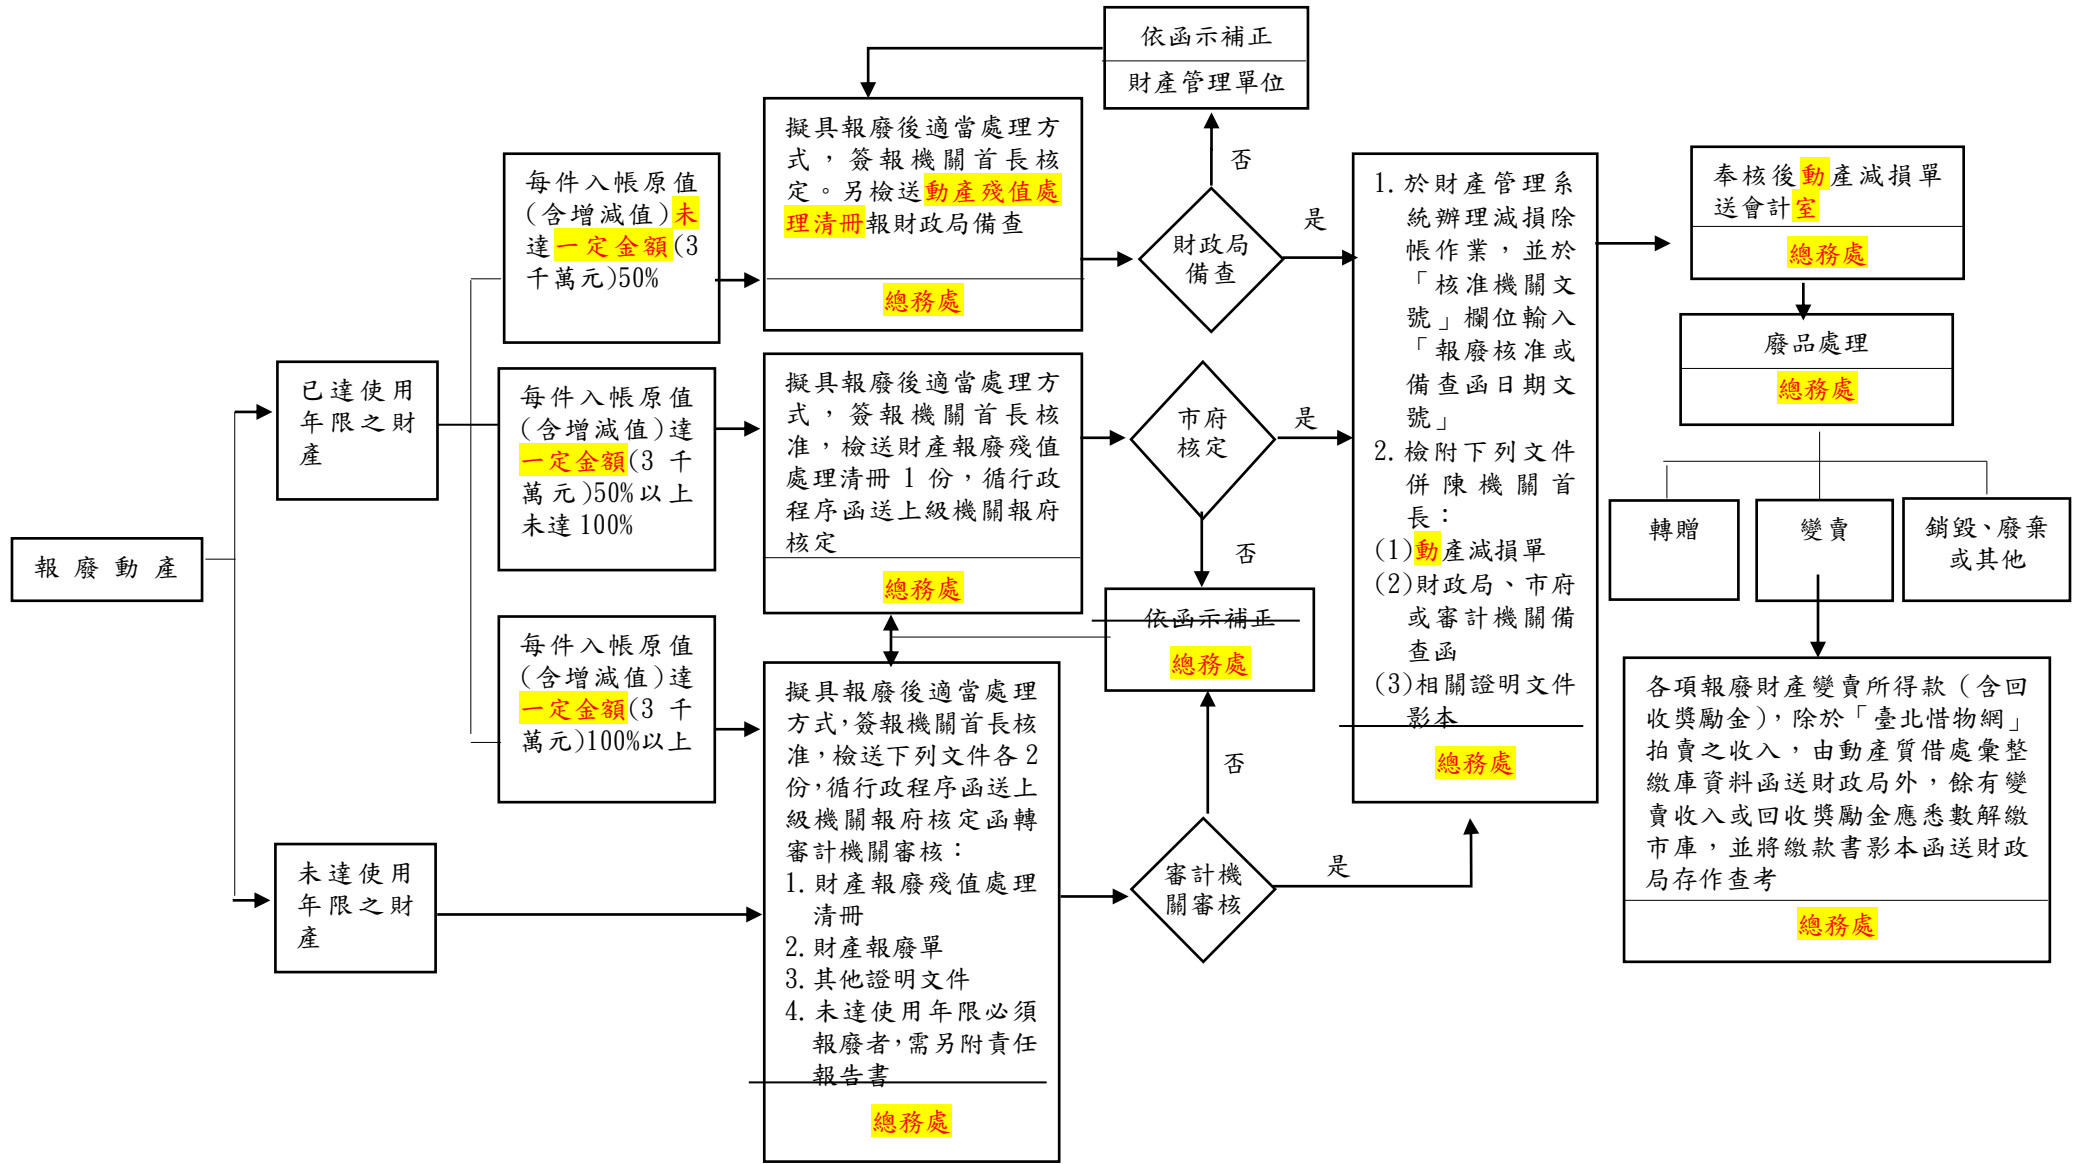 報廢動產
已達使用
年限之財
產
未達使用
年限之財
產
每件入帳原值
(含增減值)未
達一定金額(3
千萬元)50%
每件入帳原值
(含增減值)達
一定金額(3 千
萬元)50%以上
未達 100%
每件入帳原值
(含增減值)達
一定金額(3 千
萬元)100%以上
擬具報廢後適當處理方
式，簽報機關首長核
定。另檢送動產殘值處
理清冊報財政局備查
總務處
擬具報廢後適當處理方
式，簽報機關首長核
准，檢送財產報廢殘值
處理清冊 1 份，循行政
程序函送上級機關報府
核定
總務處
擬具報廢後適當處理
方式，簽報機關首長核
准，檢送下列文件各 2
份，循行政程序函送上
級機關報府核定函轉
審計機關審核：
1. 財產報廢殘值處理
清冊
2. 財產報廢單
3. 其他證明文件
4. 未達使用年限必須
報廢者，需另附責任
報告書
總務處
依函示補正
財產管理單位
否
財政局
備查
是
市府
核定
是
否
依函示補正
總務處
否
審計機
關審核
是
1. 於財產管理系
統辦理減損除
帳作業，並於
「核准機關文
號」欄位輸入
「報廢核准或
備查函日期文
號」
2. 檢附下列文件
併陳機關首
長：
(1)動產減損單
(2)財政局、市府
或審計機關備
查函
(3)相關證明文件
影本
總務處
奉核後動產減損單
送會計室
總務處
廢品處理
總務處
轉贈
變賣
銷毀、廢棄
或其他
各項報廢財產變賣所得款（含回
收獎勵金），除於「臺北惜物網」
拍賣之收入，由動產質借處彙整
繳庫資料函送財政局外，餘有變
賣收入或回收獎勵金應悉數解繳
市庫，並將繳款書影本函送財政
局存作查考
總務處